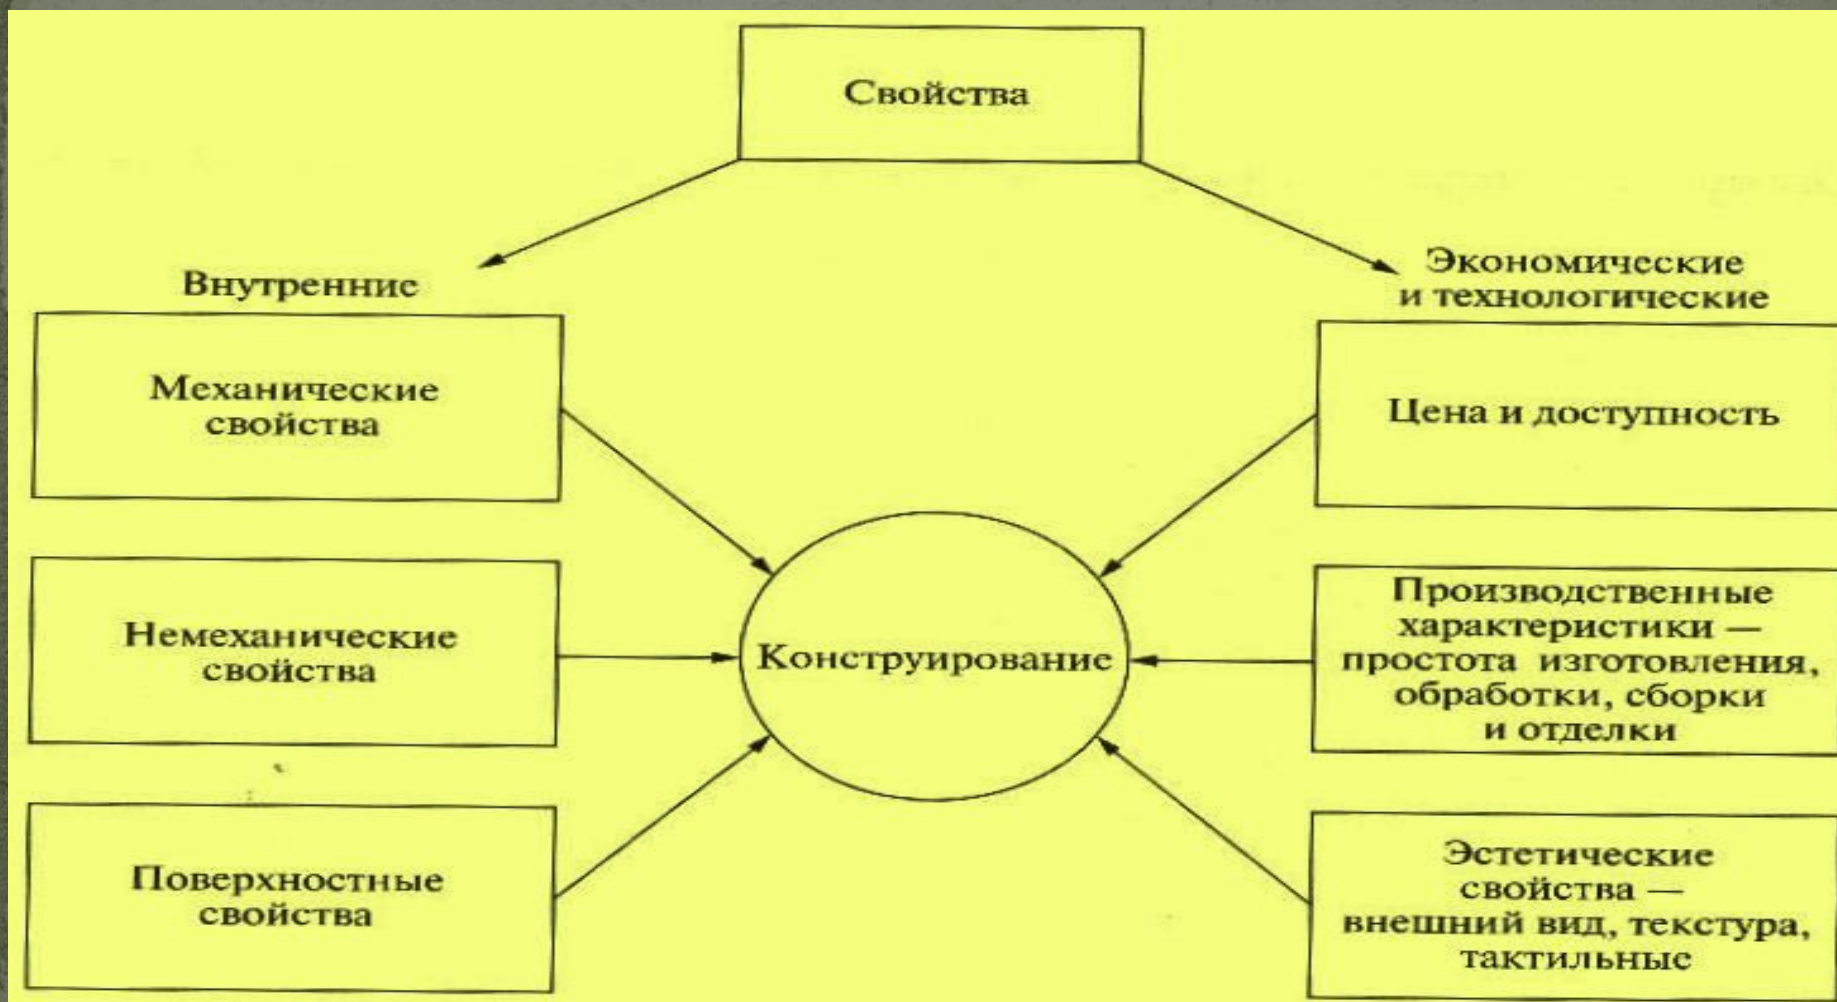 Свойства
Внутренние
Экономические
и технологические
Механические
свойства
Цена и доступность
Немеханические
свойства
Конструирование
Производственные
характеристики —
простота изготовления,
обработки, сборки
и отделки
Поверхностные
свойства
Эстетические
свойства —
внешний вид, текстура,
тактильные